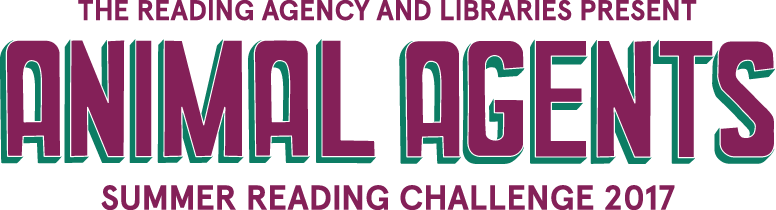 THE READING AGENCY AND LIBRARIES PRESENT
ANIMAL AGENTS
SUMMER READING CHALLENGE 2017